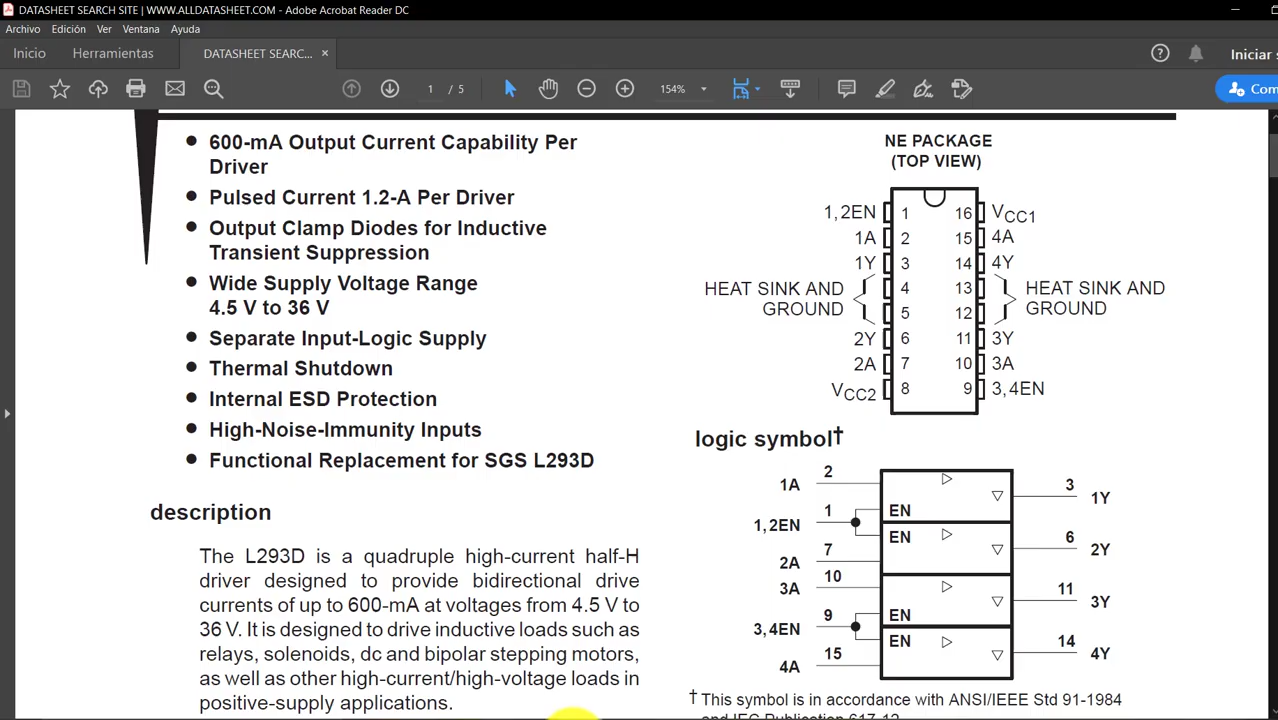 DATASHEET SEARCH SITE | WWW.ALLDATASHEET.COM - Adobe Acrobat Reader DC
Archivo Edición Ver Ventana Ayuda
Inicio Herramientas DATASHEET SEARC... × Iniciar s
1 / 5 154% Com
600-mA Output Current Capability Per
Driver
Pulsed Current 1.2-A Per Driver
Output Clamp Diodes for Inductive
Transient Suppression
Wide Supply Voltage Range
4.5 V to 36 V
Separate Input-Logic Supply
Thermal Shutdown
Internal ESD Protection
High-Noise-Immunity Inputs
Functional Replacement for SGS L293D
description
The L293D is a quadruple high-current half-H
driver designed to provide bidirectional drive
currents of up to 600-mA at voltages from 4.5 V to
36 V. It is designed to drive inductive loads such as
relays, solenoids, dc and bipolar stepping motors,
as well as other high-current/high-voltage loads in
positive-supply applications.
NE PACKAGE
(TOP VIEW)
1,2EN 1 16 VCC1
1A 2 15 4A
1Y 3 14 4Y
HEAT SINK AND 4 13 HEAT SINK AND
GROUND 5 12 GROUND
2Y 6 11 3Y
2A 7 10 3A
VCC2 8 9 3,4EN
logic symbol†
1A 2 3 1Y
1,2EN 1 EN
EN 6 2Y
2A 7
3A 10 11 3Y
3,4EN 9 EN
EN 14 4Y
4A 15
† This symbol is in accordance with ANSI/IEEE Std 91-1984
and IEC Publication 617-12